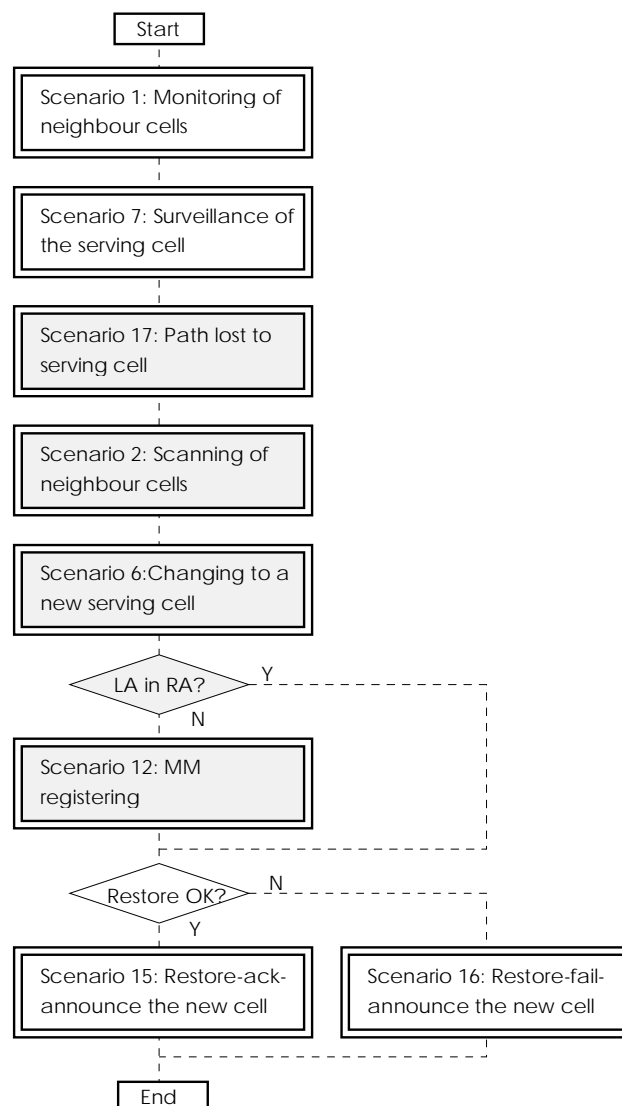 Start
Scenario 1: Monitoring of
neighbour cells
Scenario 7: Surveillance of
the serving cell
Scenario 17: Path lost to
serving cell
Scenario 2: Scanning of
neighbour cells
Scenario 6:Changing to a
new serving cell
LA in RA?
Y
N
Scenario 12: MM
registering
Restore OK?
N
Y
Scenario 15: Restore-ack-
announce the new cell
Scenario 16: Restore-fail-
announce the new cell
End